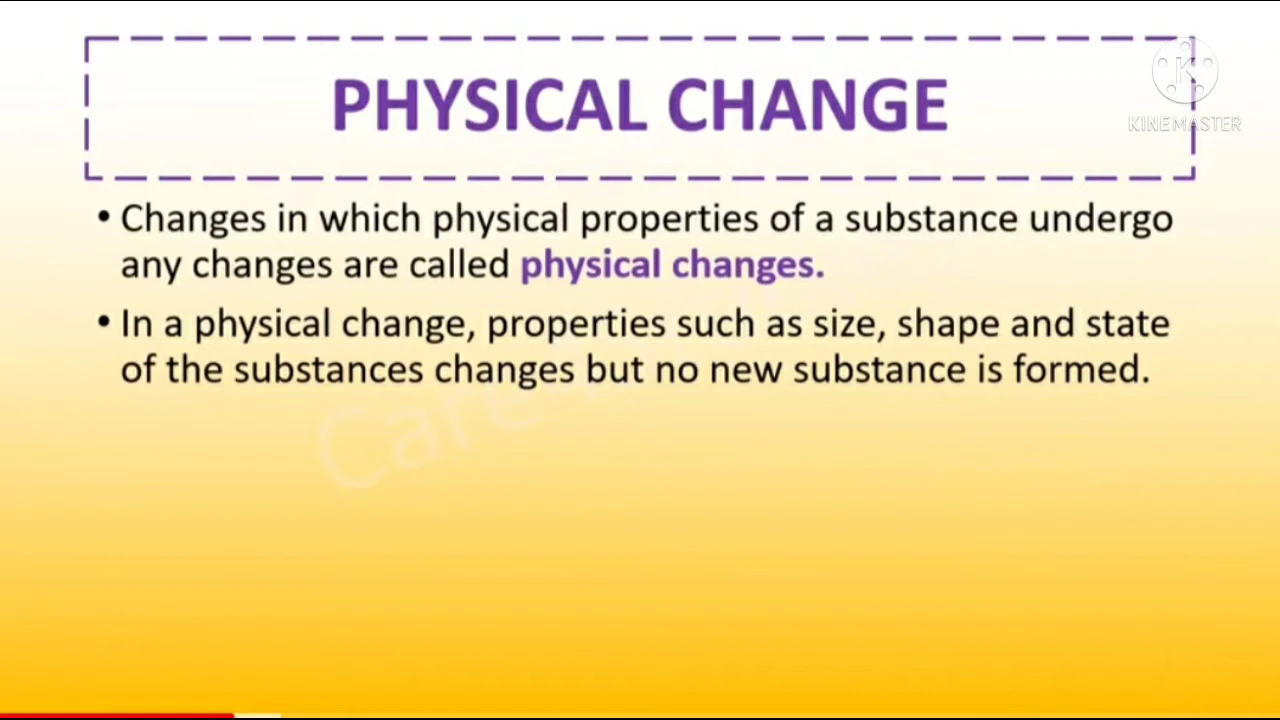 PHYSICAL CHANGE
K
KINEMASTER
• Changes in which physical properties of a substance undergo
any changes are called physical changes.
• In a physical change, properties such as size, shape and state
of the substances changes but no new substance is formed.
Care